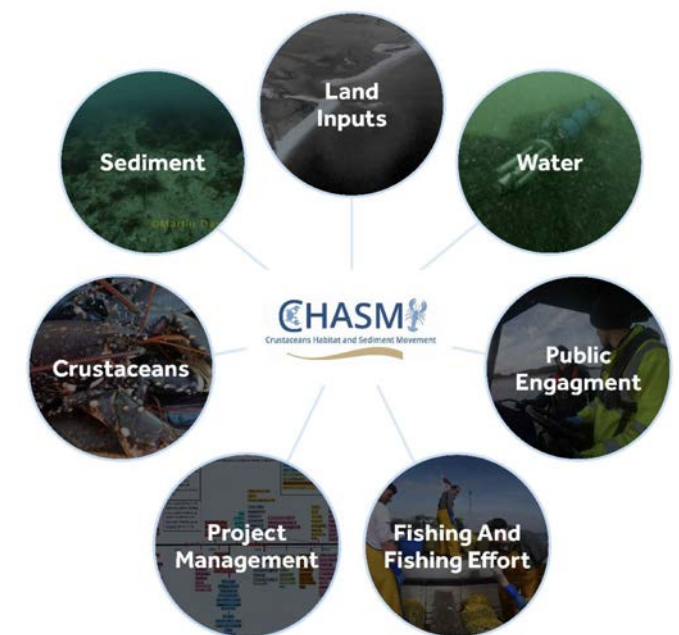 Land
Inputs
Sediment
Water
©Martin
CHASM
Crustaceans Habitat and Sediment Movement
Crustaceans
Public
Engagment
Project
Management
Fishing And
Fishing Effort